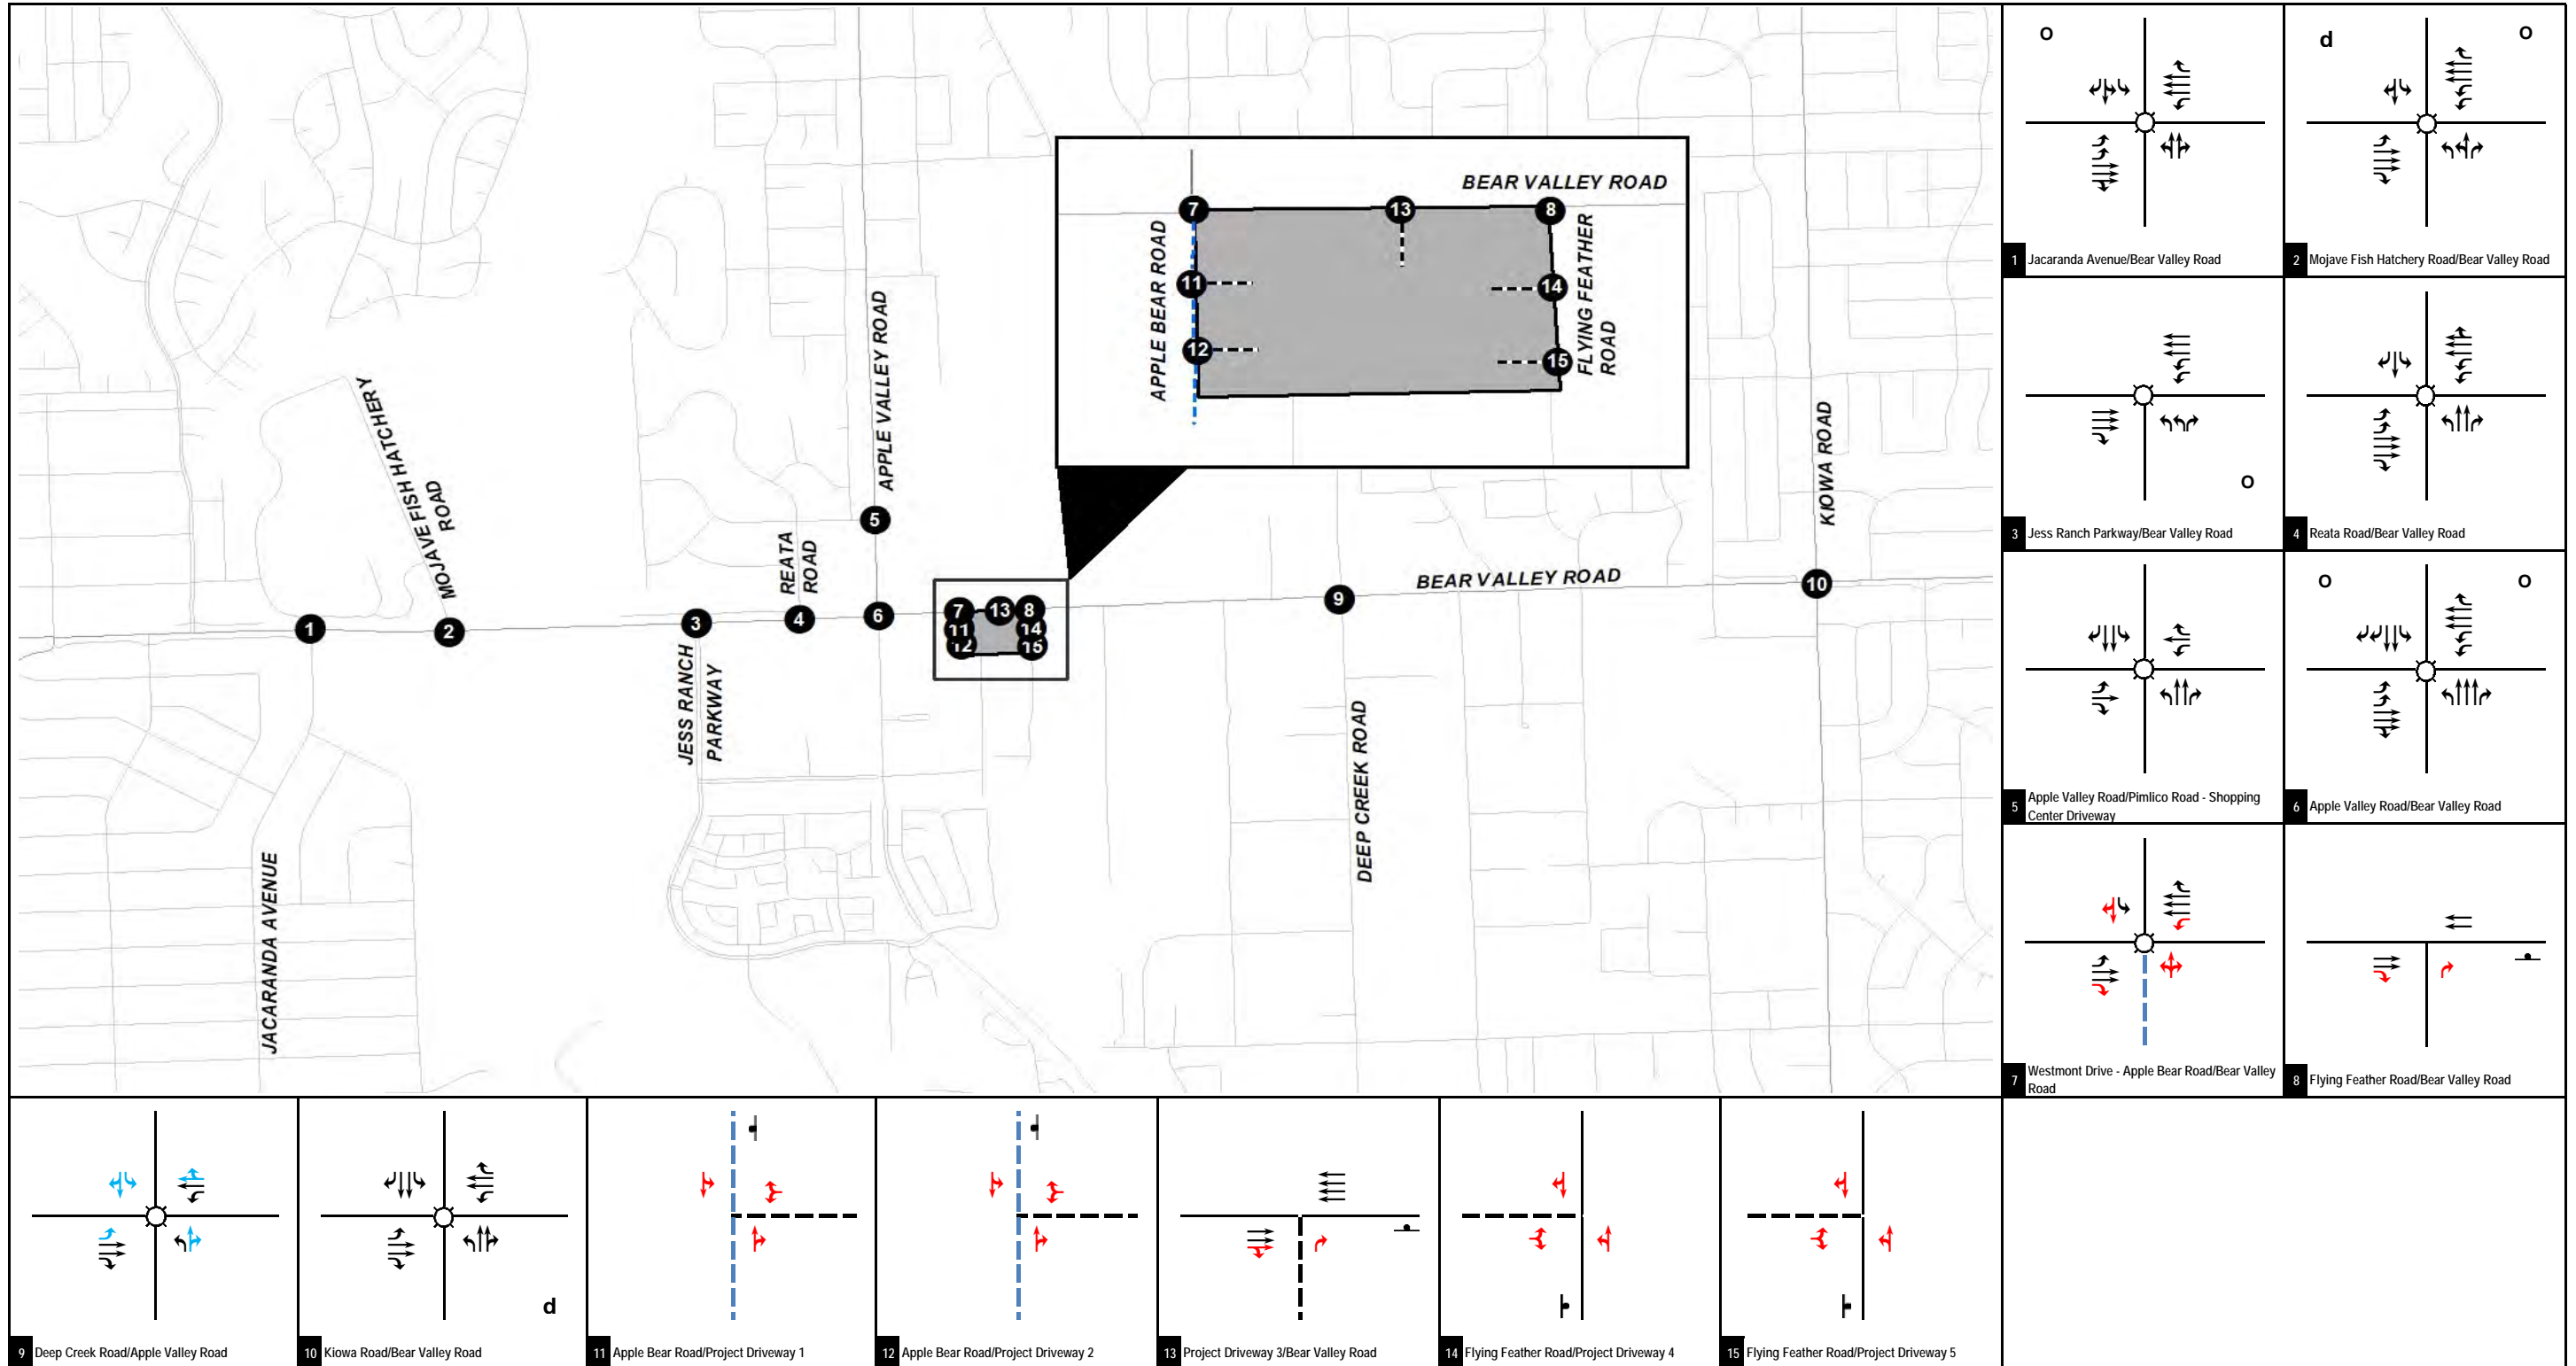 O
1 Jacaranda Avenue/Bear Valley Road
d
O
2 Mojave Fish Hatchery Road/Bear Valley Road
O
3 Jess Ranch Parkway/Bear Valley Road
4 Reata Road/Bear Valley Road
5 Apple Valley Road/Pimlico Road - Shopping
Center Driveway
O
O
6 Apple Valley Road/Bear Valley Road
7 Westmont Drive - Apple Bear Road/Bear Valley
Road
8 Flying Feather Road/Bear Valley Road
BEAR VALLEY ROAD
7
13
8
APPLE BEAR ROAD
FLYING FEATHER
ROAD
11
14
12
15
MOJAVE FISH HATCHERY
ROAD
APPLE VALLEY ROAD
KIOWA ROAD
5
REATA
ROAD
BEAR VALLEY ROAD
1
2
3
4
6
7
13
8
11
14
12
15
9
10
JESS RANCH
PARKWAY
DEEP CREEK ROAD
JACARANDA AVENUE
9 Deep Creek Road/Apple Valley Road
d
10 Kiowa Road/Bear Valley Road
11 Apple Bear Road/Project Driveway 1
12 Apple Bear Road/Project Driveway 2
13 Project Driveway 3/Bear Valley Road
14 Flying Feather Road/Project Driveway 4
15 Flying Feather Road/Project Driveway 5